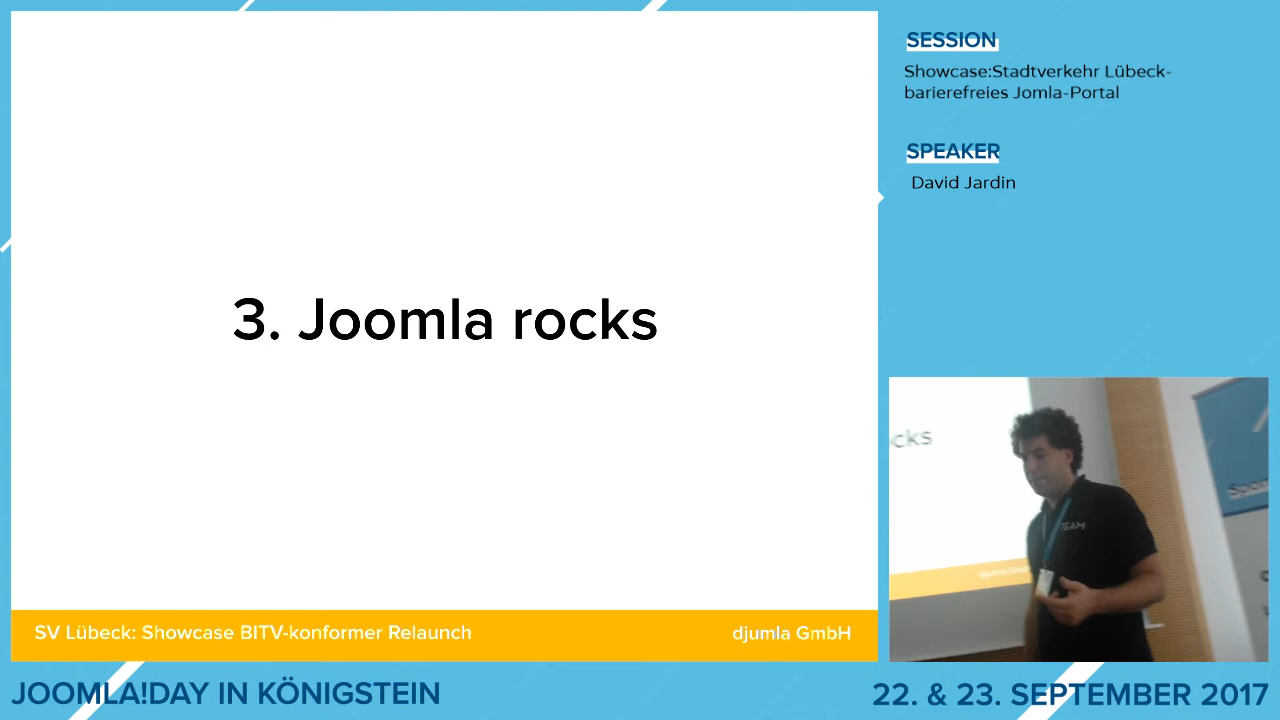 3. Joomla rocks
SV Lübeck: Showcase BITV-konformer Relaunch
djumla GmbH
SESSION
Showcase:Stadtverkehr Lübeck-
barierefreies Jomla-Portal
SPEAKER
David Jardin
cks
TEAM
JOOMLA!DAY IN KÖNIGSTEIN
22. & 23. SEPTEMBER 2017